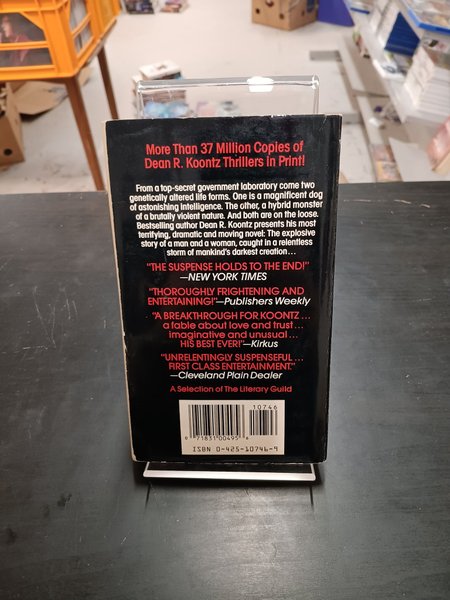 More Than 37 Million Copies of
Dean R. Koontz Thrillers in Print!
From a top-secret government laboratory come two
genetically altered life forms. One is a magnificent dog
of astonishing intelligence. The other, a hybrid monster
of a brutally violent nature. And both are on the loose.
Bestselling author Dean R. Koontz presents his most
terrifying, dramatic and moving novel: The explosive
story of a man and a woman, caught in a relentless
storm of mankind's darkest creation...
"THE SUSPENSE HOLDS TO THE END!"
—NEW YORK TIMES
"THOROUGHLY FRIGHTENING AND
ENTERTAINING!"—Publishers Weekly
"A BREAKTHROUGH FOR KOONTZ...
a fable about love and trust...
imaginative and unusual...
HIS BEST EVER!"—Kirkus
"UNRELENTINGLY SUSPENSEFUL...
FIRST CLASS ENTERTAINMENT."
—Cleveland Plain Dealer
A Selection of The Literary Guild
10746
0 71831 00495 6
ISBN 0-425-10746-9